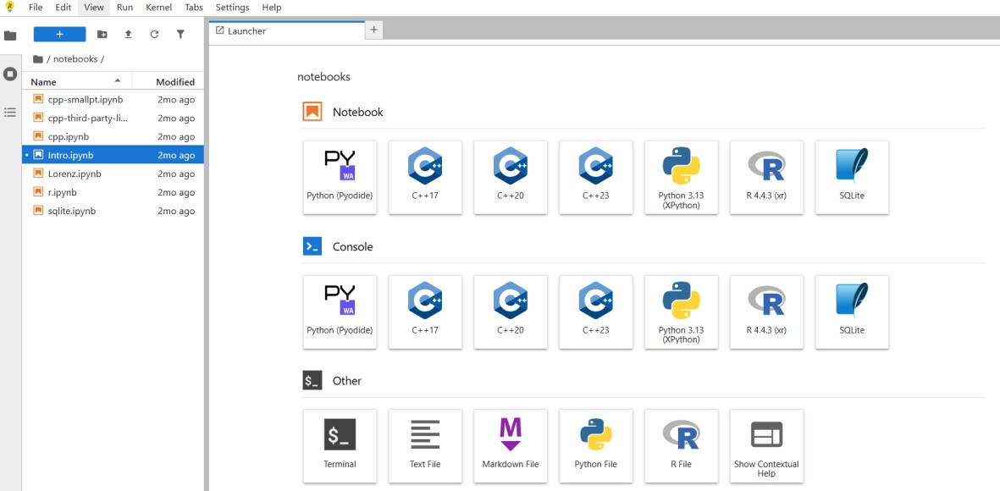 File Edit View Run Kernel Tabs Settings Help
+
Launcher
+
/ notebooks /
Name Modified
cpp-smallpt.ipynb 2mo ago
cpp-third-party-li... 2mo ago
cpp.ipynb 2mo ago
Intro.ipynb 2mo ago
Lorenz.ipynb 2mo ago
r.ipynb 2mo ago
sqlite.ipynb 2mo ago
notebooks
Notebook
PY WA C++ C++ C++ R
Python (Pyodide) C++17 C++20 C++23 Python 3.13 R 4.4.3 (xr) SQLite
(XPython)
>_ Console
PY WA C++ C++ C++ R
Python (Pyodide) C++17 C++20 C++23 Python 3.13 R 4.4.3 (xr) SQLite
(XPython)
$_ Other
$_ M R
Terminal Text File Markdown File Python File R File Show Contextual
Help